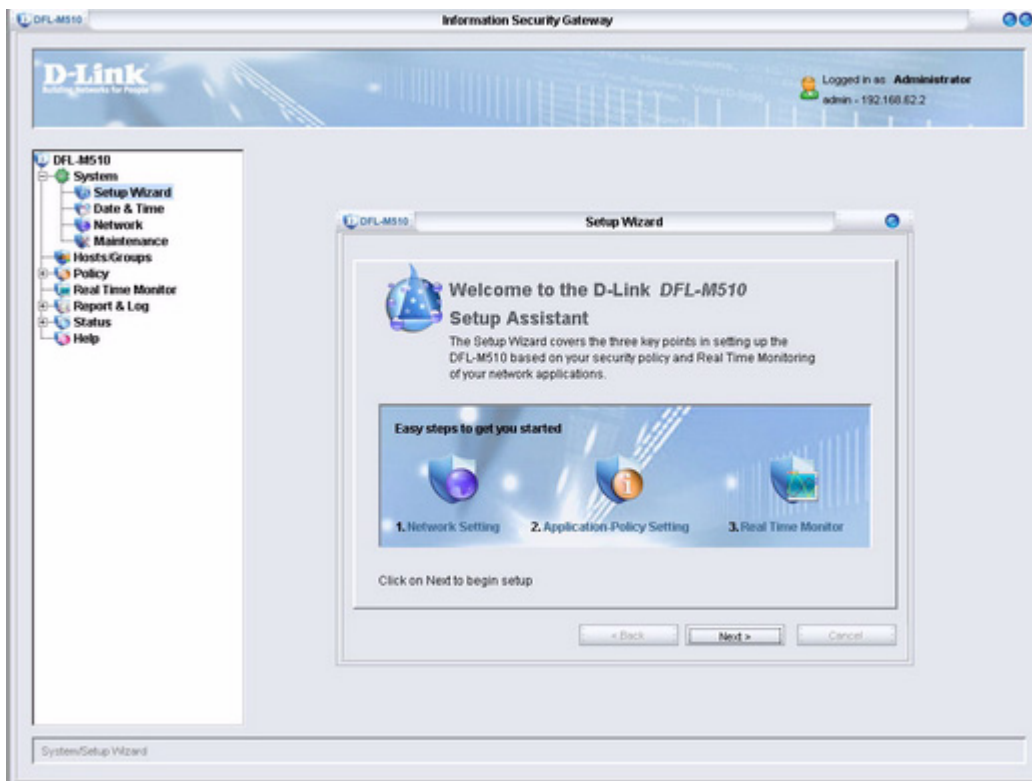 DFL-M510
Information Security Gateway
D-Link
Building Networks for People
Logged in as Administrator
admin - 192.168.62.2
DFL-M510
System
Setup Wizard
Date & Time
Network
Maintenance
Hosts/Groups
Policy
Real Time Monitor
Report & Log
Status
Help
DFL-M510
Setup Wizard
Welcome to the D-Link DFL-M510
Setup Assistant
The Setup Wizard covers the three key points in setting up the
DFL-M510 based on your security policy and Real Time Monitoring
of your network applications.
Easy steps to get you started
1. Network Setting
2. Application-Policy Setting
3. Real Time Monitor
Click on Next to begin setup
< Back
Next >
Cancel
System/Setup Wizard